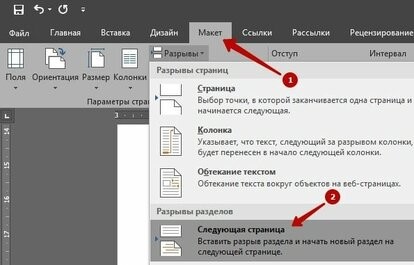 Файл Главная Вставка Дизайн Макет Ссылки Рассылки Рецензирование
Поля Ориентация Размер Колонки
Разрывы Отступ Интервал
Параметры стран
1
Разрывы страниц
Страница
Выбор точки, в которой заканчивается одна страница и
начинается следующая.
Колонка
Указывает, что текст, следующий за разрывом колонки,
будет перенесен в начало следующей колонки.
Обтекание текстом
Обтекание текста вокруг объектов на веб-страницах.
2
Разрывы разделов
Следующая страница
Вставить разрыв раздела и начать новый раздел на
следующей странице.